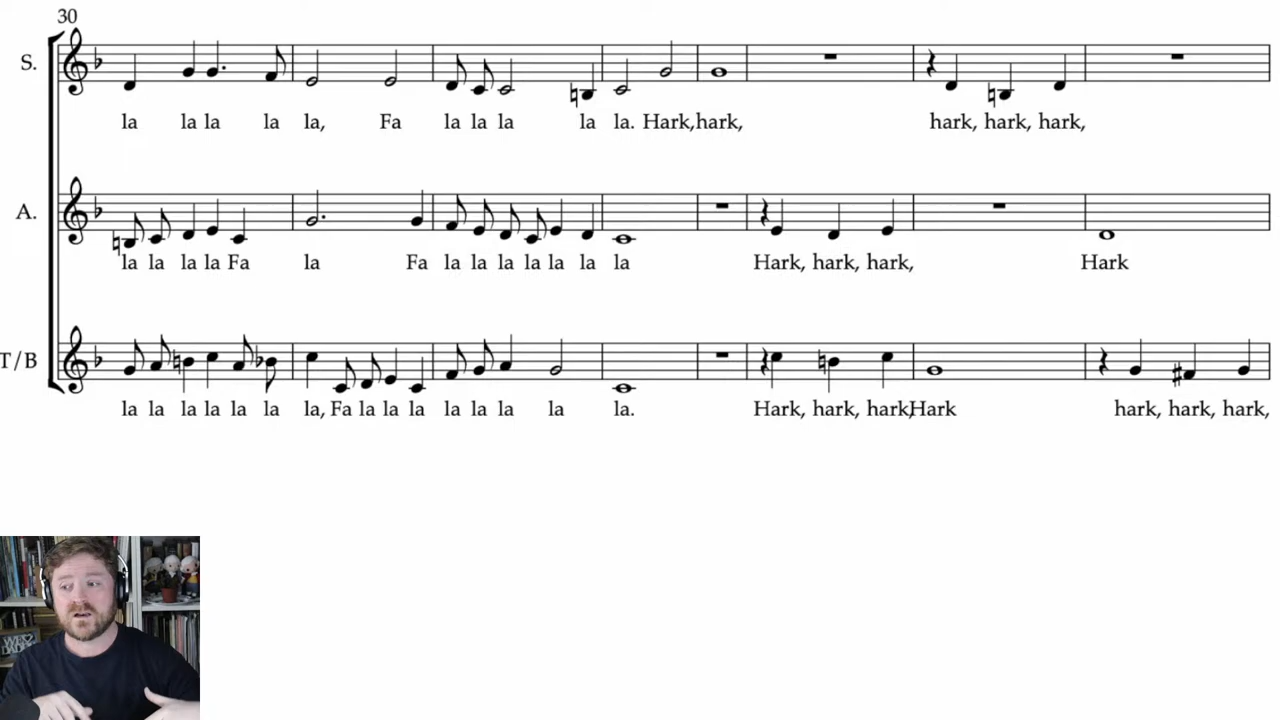 30
S.
la la la la la, Fa la la la la la. Hark, hark, hark, hark, hark,
A.
la la la la Fa la Fa la la la la la la la Hark, hark, hark, Hark
T/B
la la la la la la la, Fa la la la la la la la la. Hark, hark, hark, Hark hark, hark, hark,